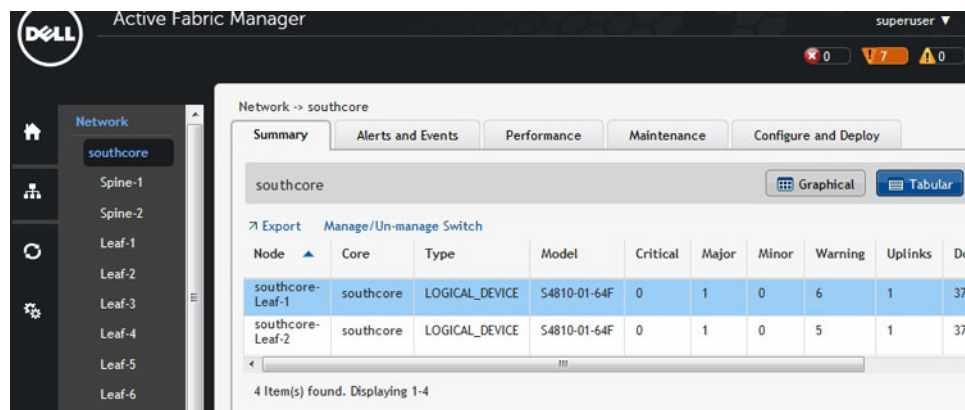 DELL
Active Fabric Manager
superuser ▼
0
7
0
Network
southcore
Spine-1
Spine-2
Leaf-1
Leaf-2
Leaf-3
Leaf-4
Leaf-5
Leaf-6
Network -> southcore
Summary Alerts and Events Performance Maintenance Configure and Deploy
southcore Graphical Tabular
Export Manage/Un-manage Switch
Node ▲ Core Type Model Critical Major Minor Warning Uplinks
southcore-
Leaf-1 southcore LOGICAL_DEVICE S4810-01-64F 0 1 0 6 1 37
southcore-
Leaf-2 southcore LOGICAL_DEVICE S4810-01-64F 0 1 0 5 1 37
4 Item(s) found. Displaying 1-4